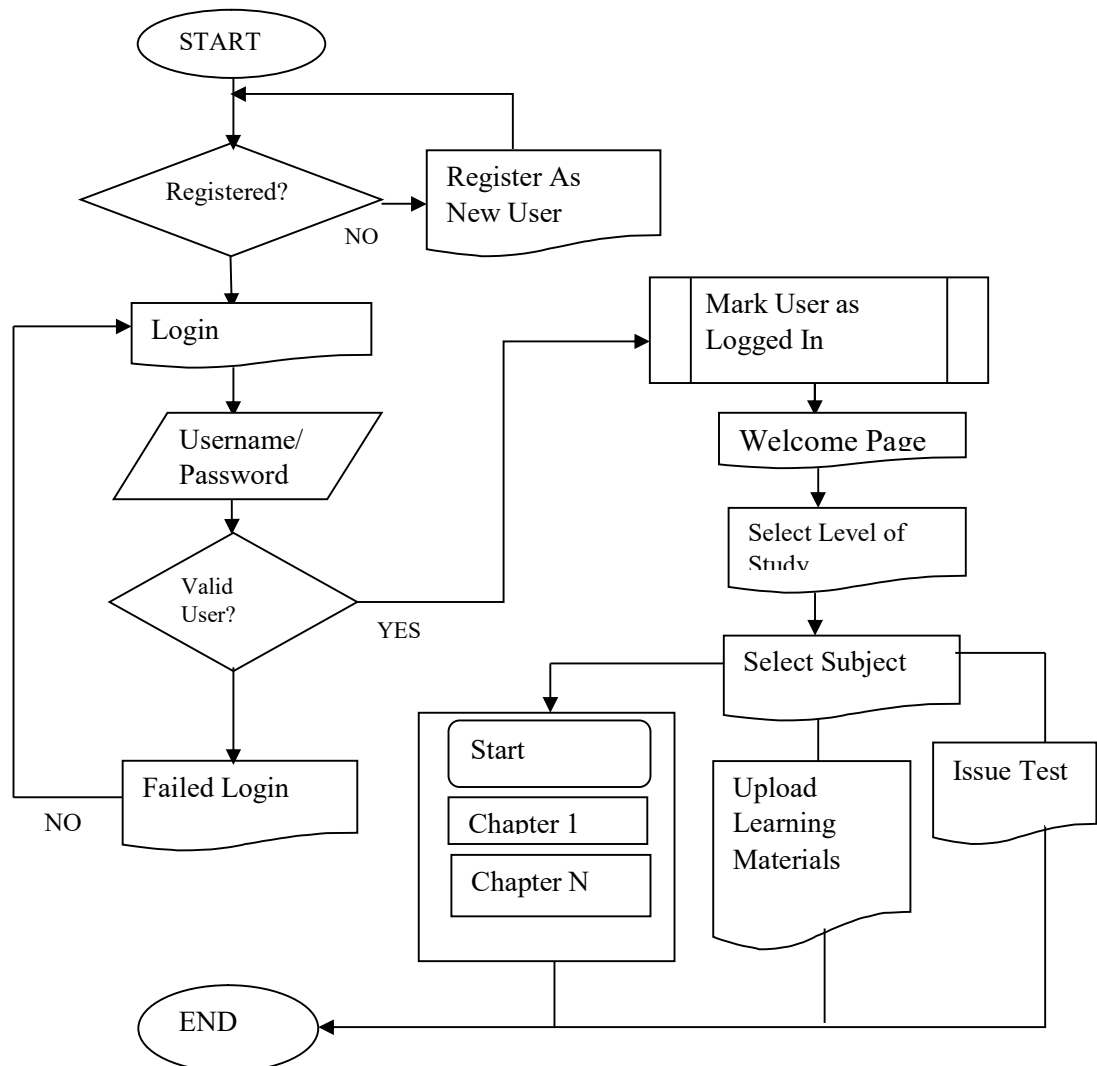 START
Registered?
NO
Register As
New User
Login
Username/
Password
Valid
User?
YES
Failed Login
NO
Mark User as
Logged In
Welcome Page
Select Level of
Study
Select Subject
Start
Chapter 1
Chapter N
Upload
Learning
Materials
Issue Test
END